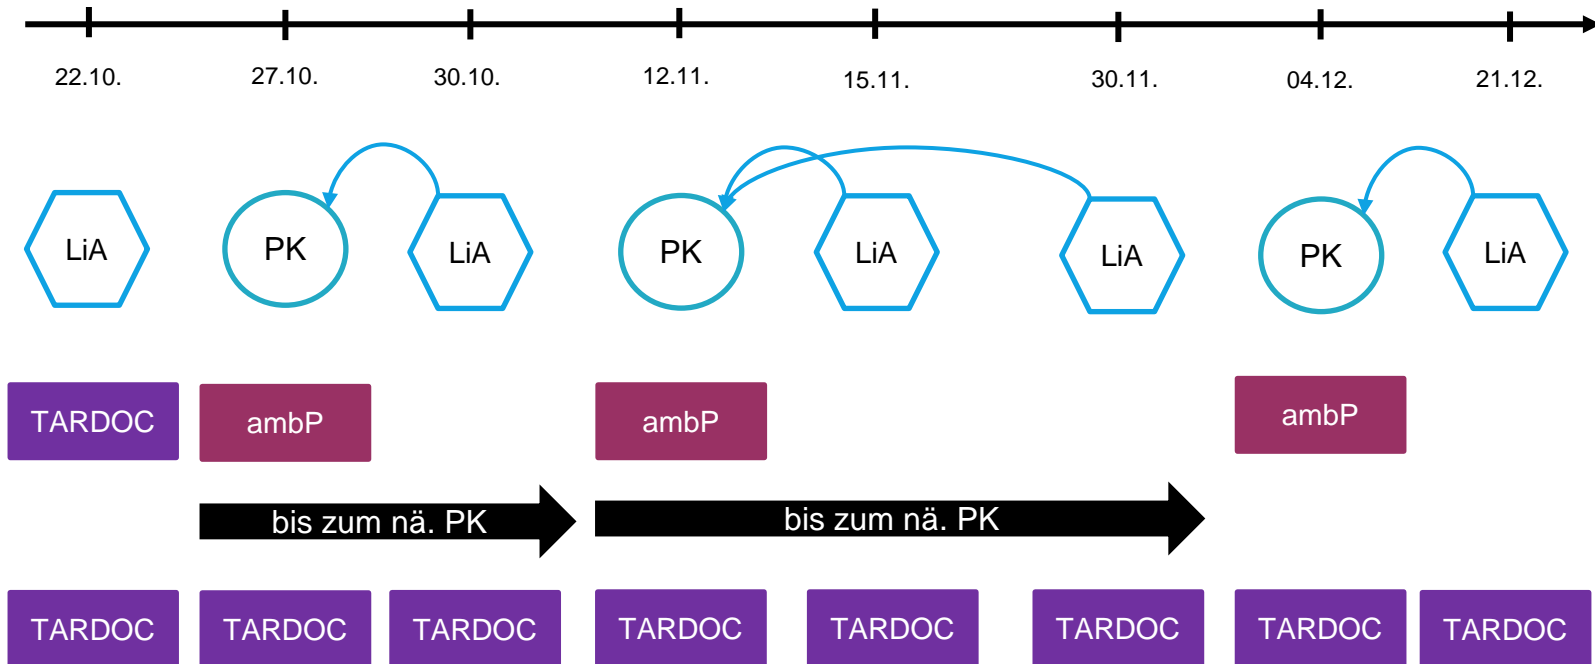 22.10. 27.10. 30.10. 12.11. 15.11. 30.11. 04.12. 21.12.
LiA PK LiA PK LiA LiA PK LiA
TARDOC ambP ambP ambP
bis zum nä. PK bis zum nä. PK
TARDOC TARDOC TARDOC TARDOC TARDOC TARDOC TARDOC TARDOC